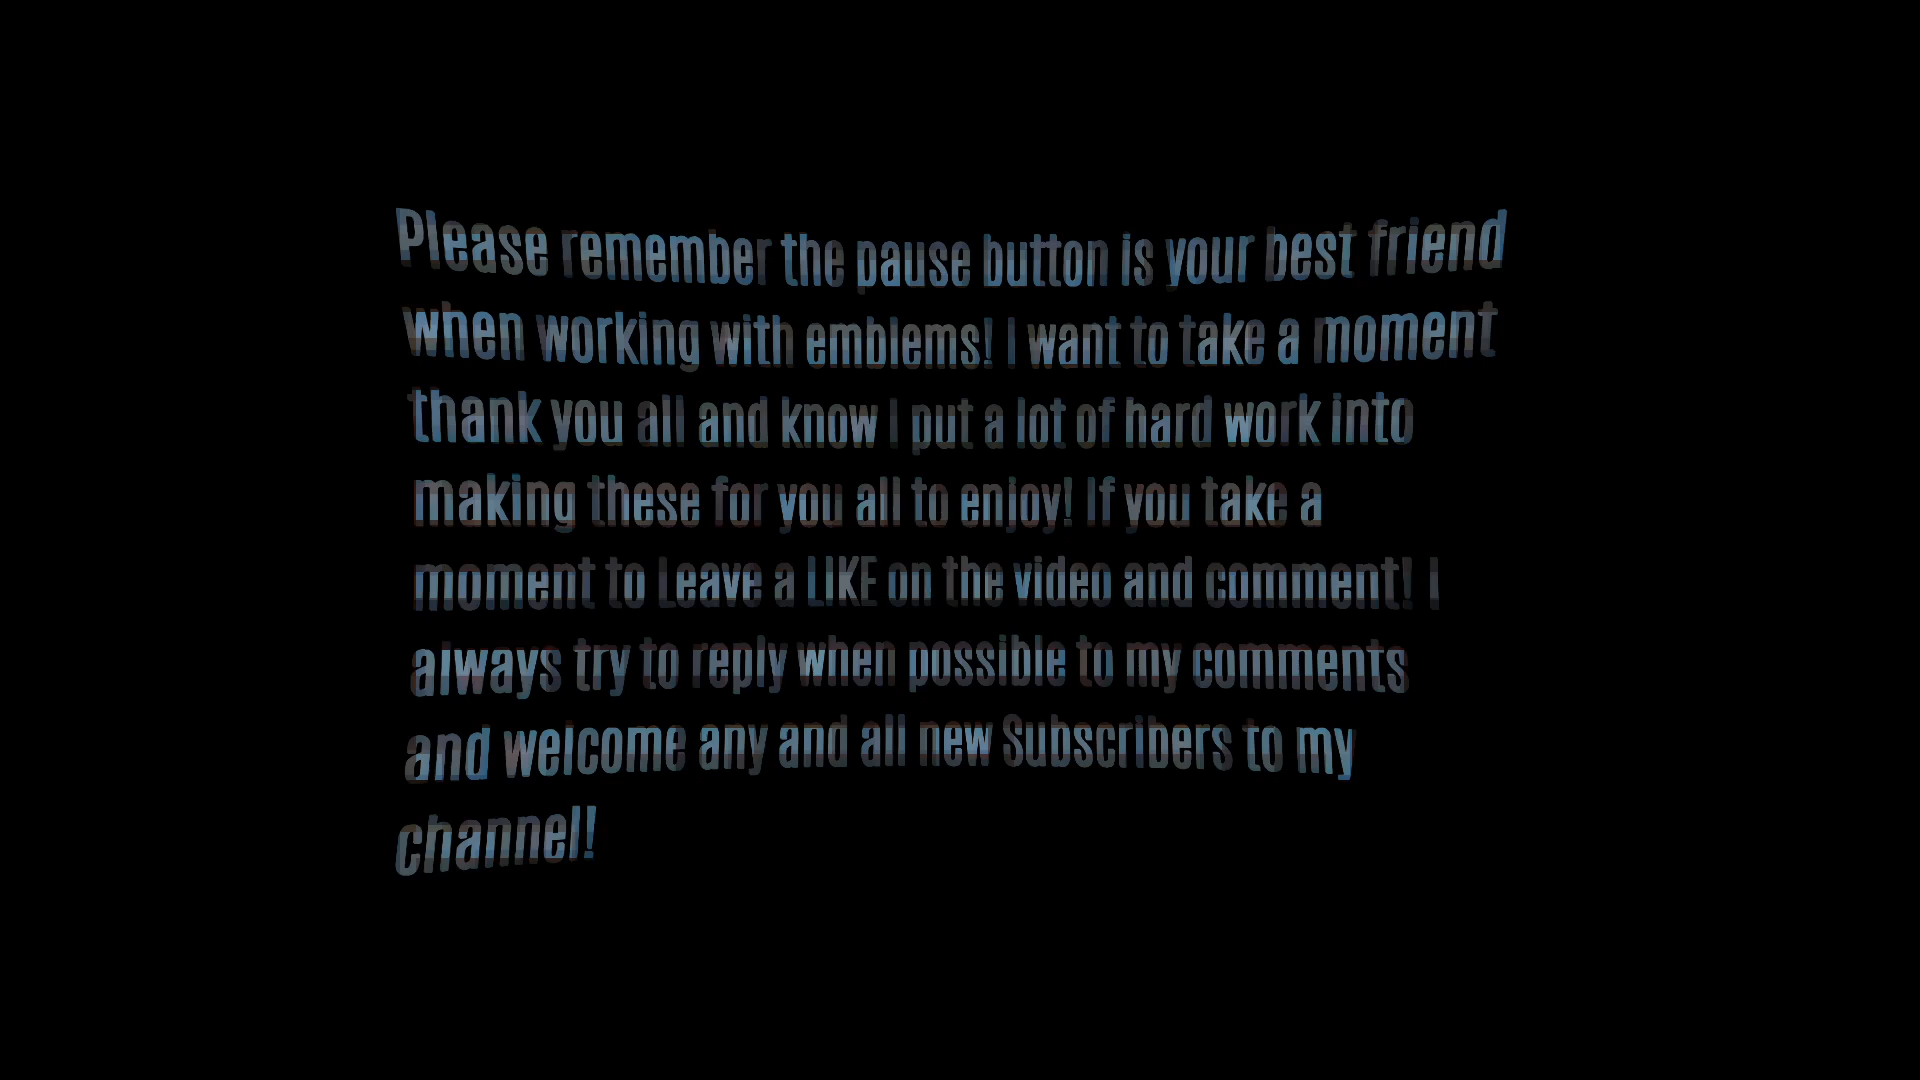 Please remember the pause button is your best friend
when working with emblems! I want to take a moment
thank you all and know I put a lot of hard work into
making these for you all to enjoy! If you take a
moment to Leave a LIKE on the video and comment! I
always try to reply when possible to my comments
and welcome any and all new Subscribers to my
channel!